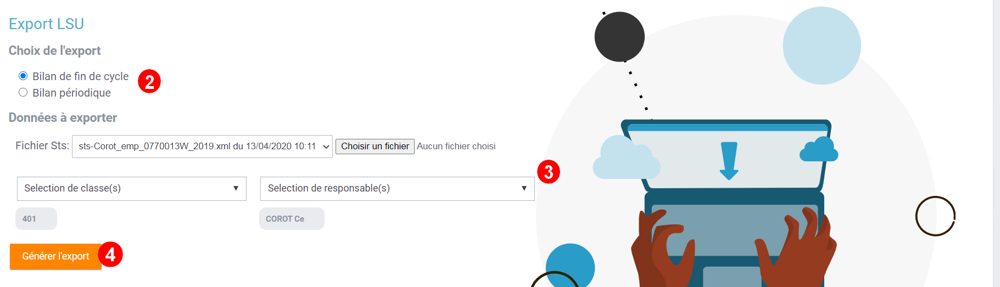 Export LSU
Choix de l'export
Bilan de fin de cycle
2
Bilan périodique
Données à exporter
Fichier Sts: sts-Corot_emp_0770013W_2019.xml du 13/04/2020 10:11 Choisir un fichier Aucun fichier choisi
3
Selection de classe(s) Selection de responsable(s)
401 COROT Ce
Générer l'export 4